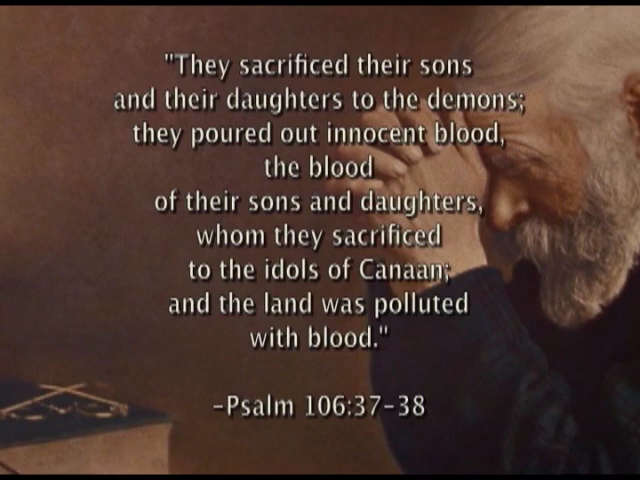 "They sacrificed their sons
and their daughters to the demons;
they poured out innocent blood,
the blood
of their sons and daughters,
whom they sacrificed
to the idols of Canaan;
and the land was polluted
with blood."
-Psalm 106:37-38